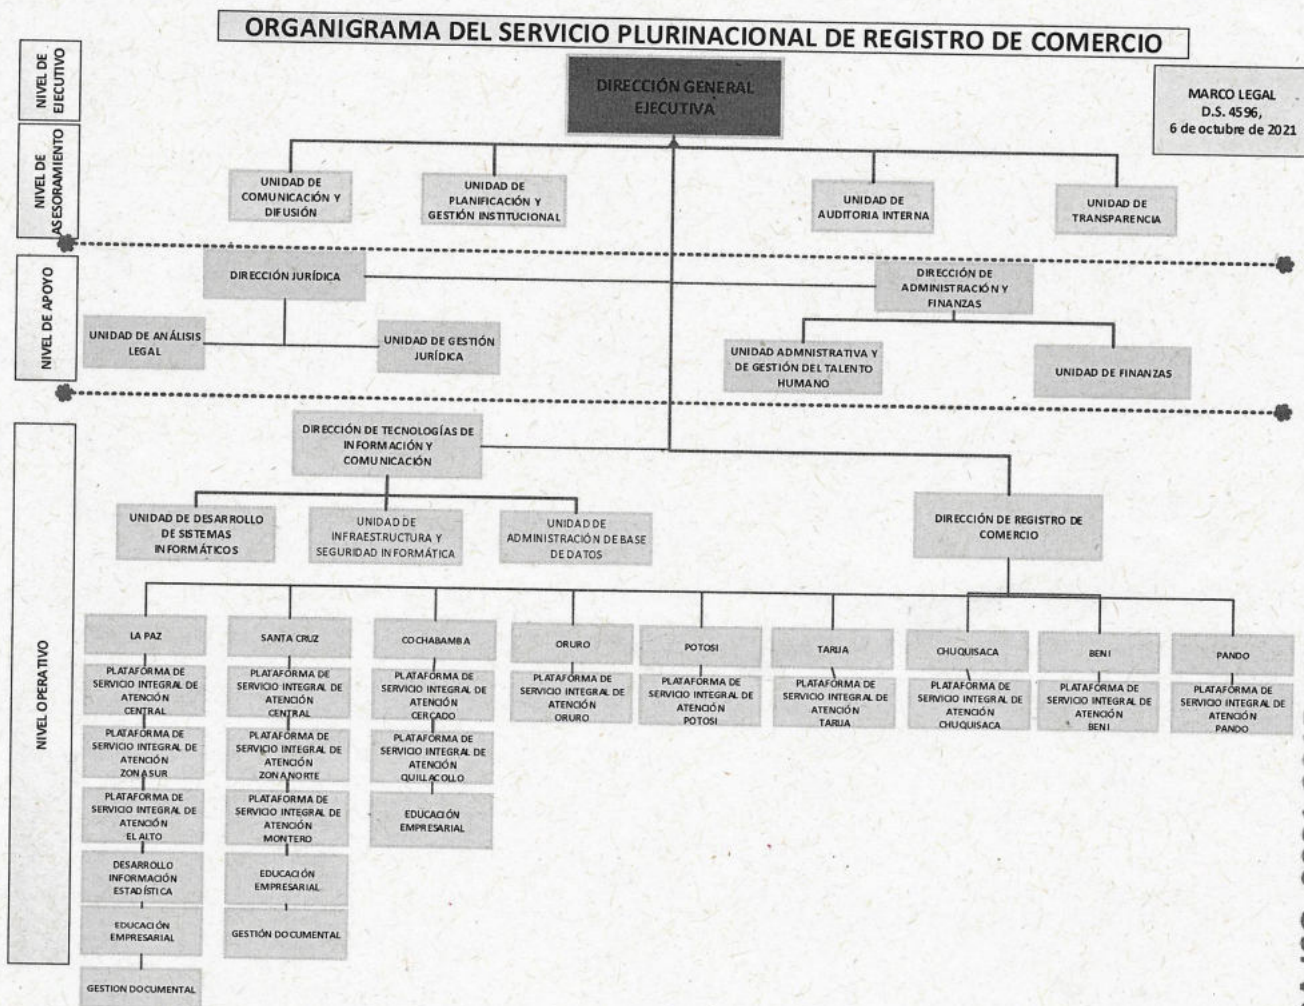 ORGANIGRAMA DEL SERVICIO PLURINACIONAL DE REGISTRO DE COMERCIO
NIVEL DE
EJECUTIVO
DIRECCIÓN GENERAL
EJECUTIVA
MARCO LEGAL
D.S. 4596,
6 de octubre de 2021
NIVEL DE
ASESORAMIENTO
UNIDAD DE
COMUNICACIÓN Y
DIFUSIÓN
UNIDAD DE
PLANIFICACIÓN Y
GESTIÓN INSTITUCIONAL
UNIDAD DE
AUDITORIA INTERNA
UNIDAD DE
TRANSPARENCIA
NIVEL DE APOYO
DIRECCIÓN JURÍDICA
DIRECCIÓN DE
ADMINISTRACIÓN Y
FINANZAS
UNIDAD DE ANÁLISIS
LEGAL
UNIDAD DE GESTIÓN
JURÍDICA
UNIDAD ADMNISTRATIVA Y
DE GESTIÓN DEL TALENTO
HUMANO
UNIDAD DE FINANZAS
NIVEL OPERATIVO
DIRECCIÓN DE TECNOLOGÍAS DE
INFORMACIÓN Y
COMUNICACIÓN
UNIDAD DE DESARROLLO
DE SISTEMAS
INFORMÁTICOS
UNIDAD DE
INFRAESTRUCTURA Y
SEGURIDAD INFORMÁTICA
UNIDAD DE
ADMINISTRACIÓN DE BASE
DE DATOS
DIRECCIÓN DE REGISTRO DE
COMERCIO
LA PAZ
PLATAFORMA DE
SERVICIO INTEGRAL DE
ATENCIÓN
CENTRAL
PLATAFORMA DE
SERVICIO INTEGRAL DE
ATENCIÓN
ZONA SUR
PLATAFORMA DE
SERVICIO INTEGRAL DE
ATENCIÓN
EL ALTO
DESARROLLO
INFORMACIÓN
ESTADÍSTICA
EDUCACIÓN
EMPRESARIAL
GESTION DOCUMENTAL
SANTA CRUZ
PLATAFORMA DE
SERVICIO INTEGRAL DE
ATENCIÓN
CENTRAL
PLATAFORMA DE
SERVICIO INTEGRAL DE
ATENCIÓN
ZONA NORTE
PLATAFORMA DE
SERVICIO INTEGRAL DE
ATENCIÓN
MONTERO
EDUCACIÓN
EMPRESARIAL
GESTIÓN DOCUMENTAL
COCHABAMBA
PLATAFORMA DE
SERVICIO INTEGRAL DE
ATENCIÓN
CERCADO
PLATAFORMA DE
SERVICIO INTEGRAL DE
ATENCIÓN
QUILLACOLLO
EDUCACIÓN
EMPRESARIAL
ORURO
PLATAFORMA DE
SERVICIO INTEGRAL DE
ATENCIÓN
ORURO
POTOSI
PLATAFORMA DE
SERVICIO INTEGRAL DE
ATENCIÓN
POTOSI
TARIJA
PLATAFORMA DE
SERVICIO INTEGRAL DE
ATENCIÓN
TARIJA
CHUQUISACA
PLATAFORMA DE
SERVICIO INTEGRAL DE
ATENCIÓN
CHUQUISACA
BENI
PLATAFORMA DE
SERVICIO INTEGRAL DE
ATENCIÓN
BENI
PANDO
PLATAFORMA DE
SERVICIO INTEGRAL DE
ATENCIÓN
PANDO